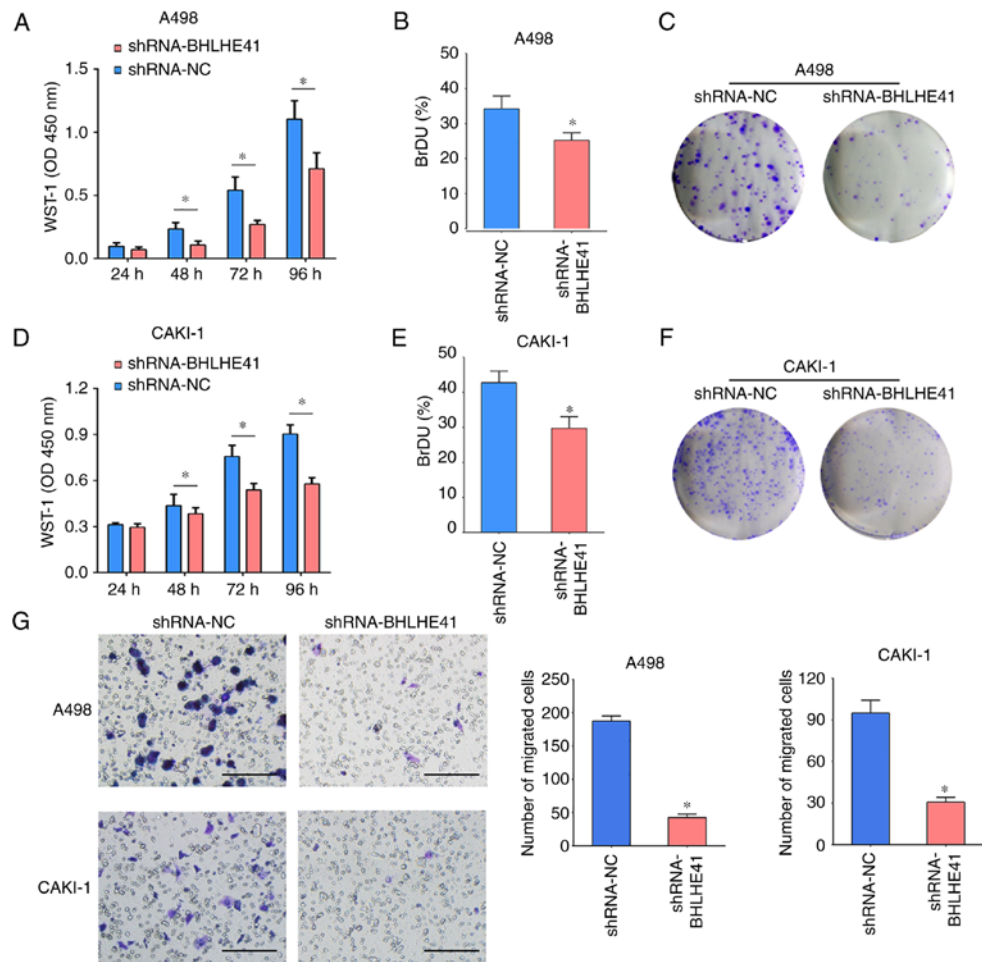 A
A498
shRNA-BHLHE41
shRNA-NC
WST-1 (OD 450 nm)
1.5
1.0
0.5
0.0
*
*
*
24 h 48 h 72 h 96 h
B
A498
BrDU (%)
50
40
30
20
10
0
*
shRNA-NC
shRNA-
BHLHE41
C
A498
shRNA-NC shRNA-BHLHE41
D
CAKI-1
shRNA-BHLHE41
shRNA-NC
WST-1 (OD 450 nm)
1.2
0.9
0.6
0.3
0.0
*
*
*
24 h 48 h 72 h 96 h
E
CAKI-1
BrDU (%)
50
40
30
20
10
0
*
shRNA-NC
shRNA-
BHLHE41
F
CAKI-1
shRNA-NC shRNA-BHLHE41
G
shRNA-NC shRNA-BHLHE41
A498
CAKI-1
A498
Number of migrated cells
250
200
150
100
50
0
*
shRNA-NC
shRNA-
BHLHE41
CAKI-1
Number of migrated cells
120
90
60
30
0
*
shRNA-NC
shRNA-
BHLHE41